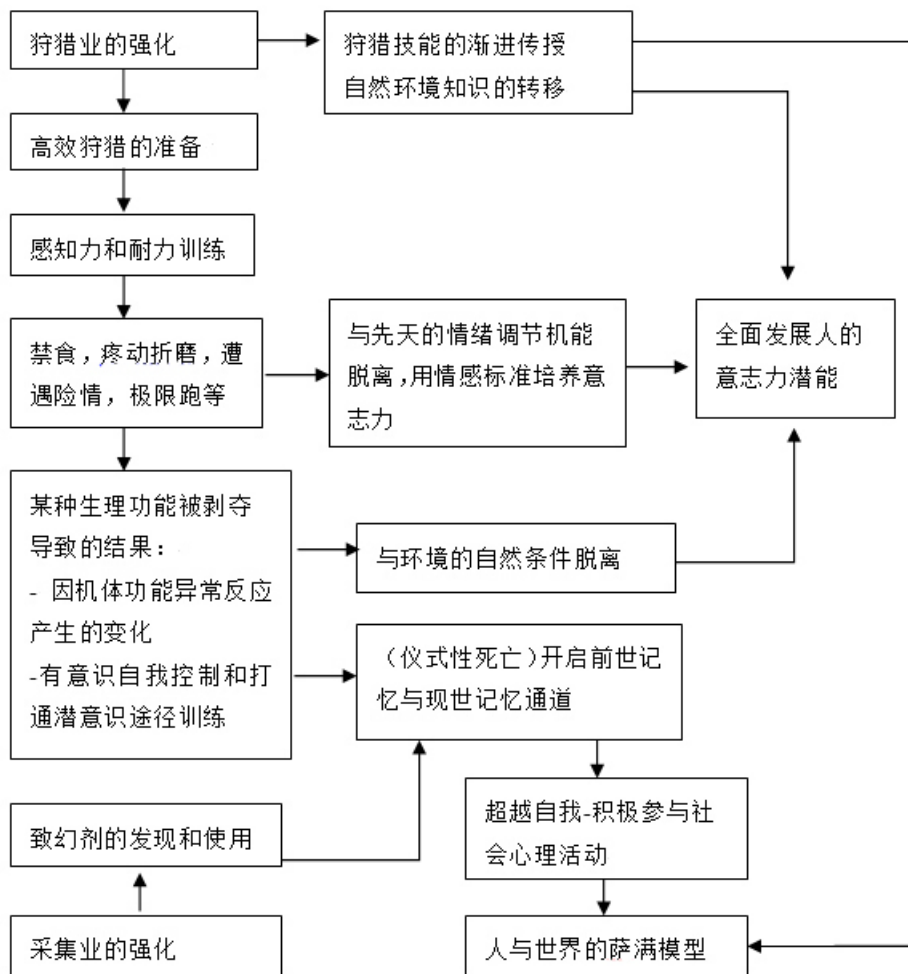 狩猎业的强化
狩猎技能的渐进传授
自然环境知识的转移
高效狩猎的准备
感知力和耐力训练
禁食，疼动折磨，遭
遇险情，极限跑等
与先天的情绪调节机能
脱离，用情感标准培养意
志力
全面发展人的
意志力潜能
某种生理功能被剥夺
导致的结果：
- 因机体功能异常反应
产生的变化
-有意识自我控制和打
通潜意识途径训练
与环境的自然条件脱离
（仪式性死亡）开启前世记
忆与现世记忆通道
致幻剂的发现和使用
超越自我-积极参与社
会心理活动
采集业的强化
人与世界的萨满模型